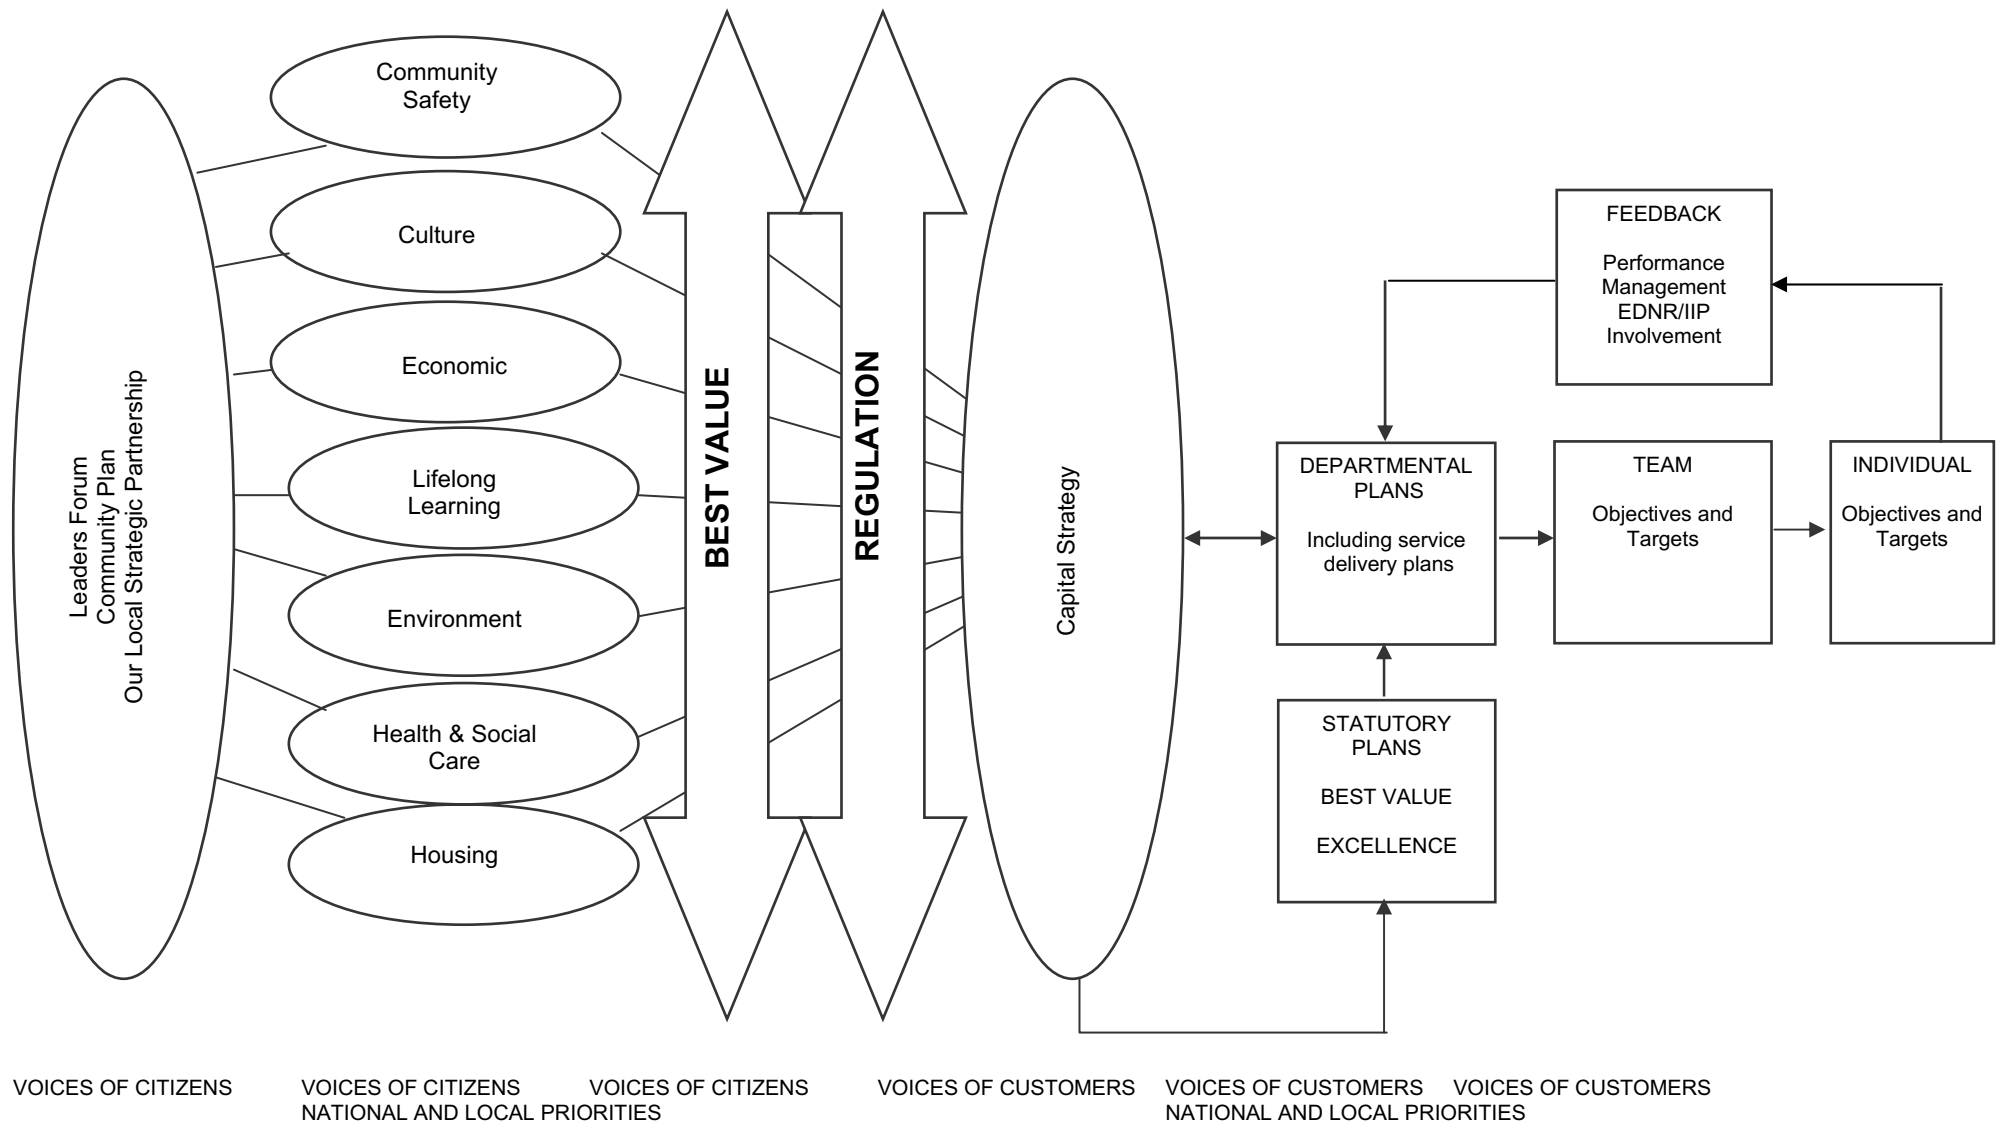 Leaders Forum
Community Plan
Our Local Strategic Partnership
Community
Safety
Culture
Economic
Lifelong
Learning
Environment
Health & Social
Care
Housing
BEST VALUE
REGULATION
Capital Strategy
FEEDBACK
Performance
Management
EDNR/IIP
Involvement
DEPARTMENTAL
PLANS
Including service
delivery plans
TEAM
Objectives and
Targets
INDIVIDUAL
Objectives and
Targets
STATUTORY
PLANS
BEST VALUE
EXCELLENCE
VOICES OF CITIZENS
VOICES OF CITIZENS
NATIONAL AND LOCAL PRIORITIES
VOICES OF CITIZENS
VOICES OF CUSTOMERS
VOICES OF CUSTOMERS
NATIONAL AND LOCAL PRIORITIES
VOICES OF CUSTOMERS